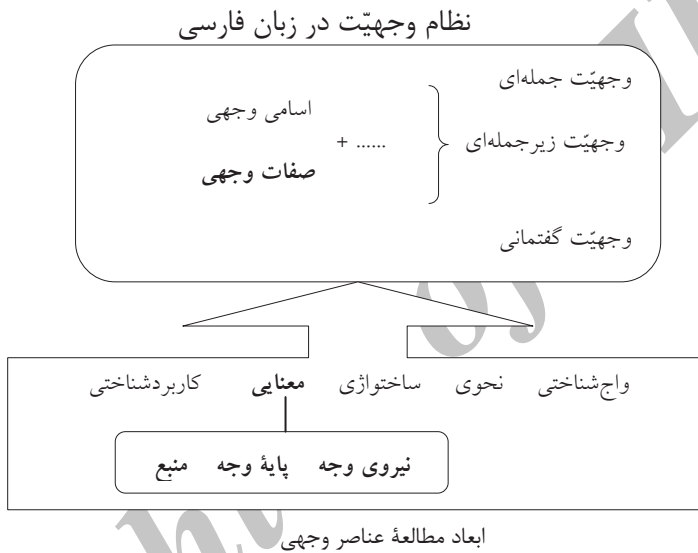 نظام وجهیّت در زبان فارسی
وجهیّت جمله‌ای
اسامی وجهی
وجهیّت زیرجمله‌ای
+ ......
صفات وجهی
وجهیّت گفتمانی
واج‌شناختی نحوی ساختواژی معنایی کاربردشناختی
نیروی وجه پایهٔ وجه منبع
ابعاد مطالعهٔ عناصر وجهی